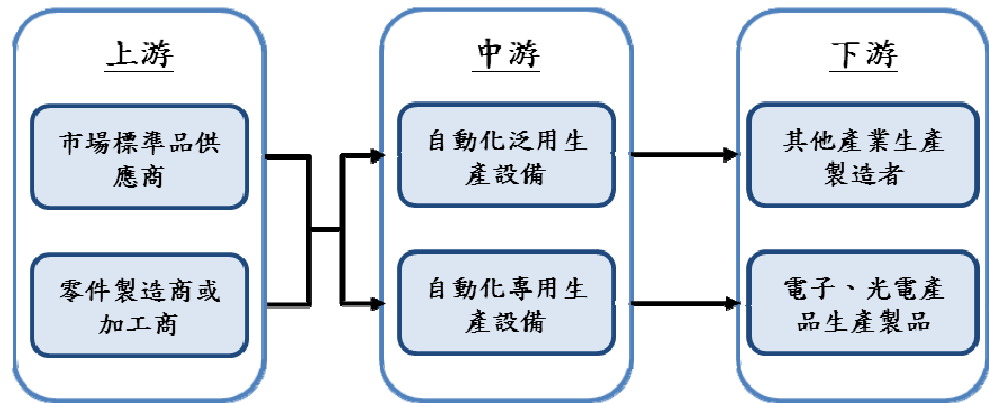 上游
市場標準品供
應商
零件製造商或
加工商
中游
自動化泛用生
產設備
自動化專用生
產設備
下游
其他產業生產
製造者
電子、光電產
品生產製品